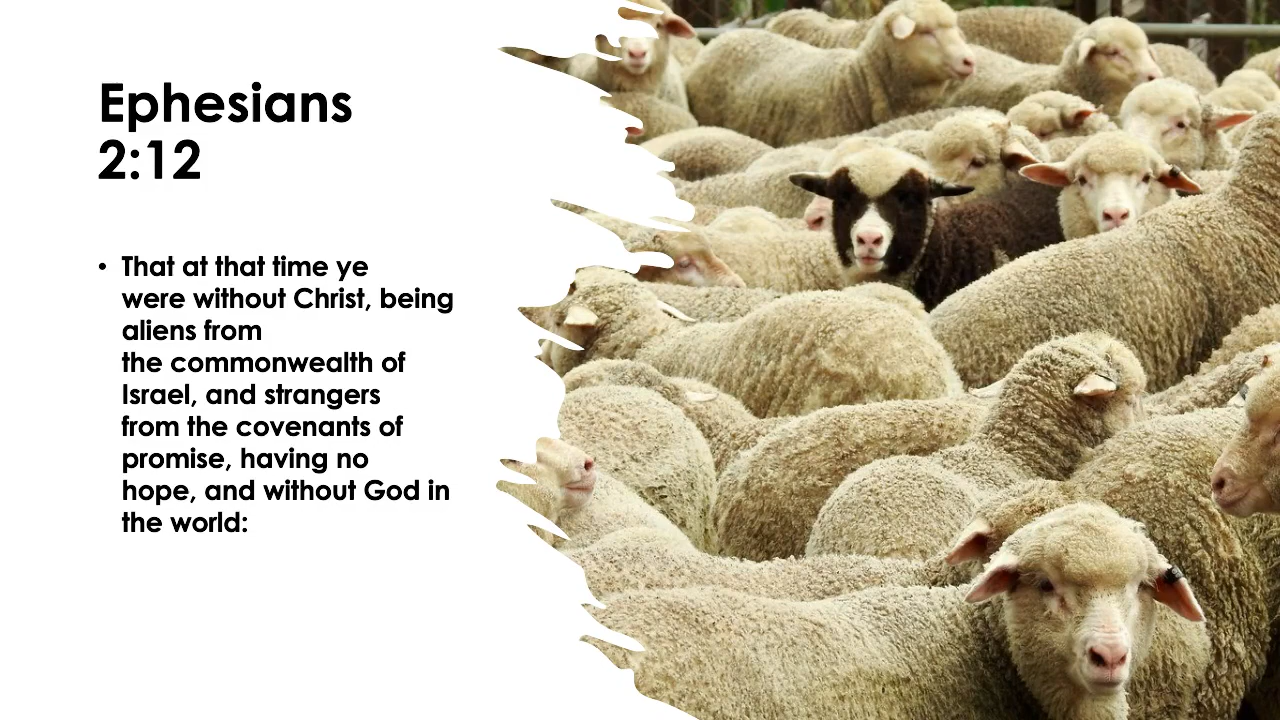 Ephesians
2:12
• That at that time ye
were without Christ, being
aliens from
the commonwealth of
Israel, and strangers
from the covenants of
promise, having no
hope, and without God in
the world: